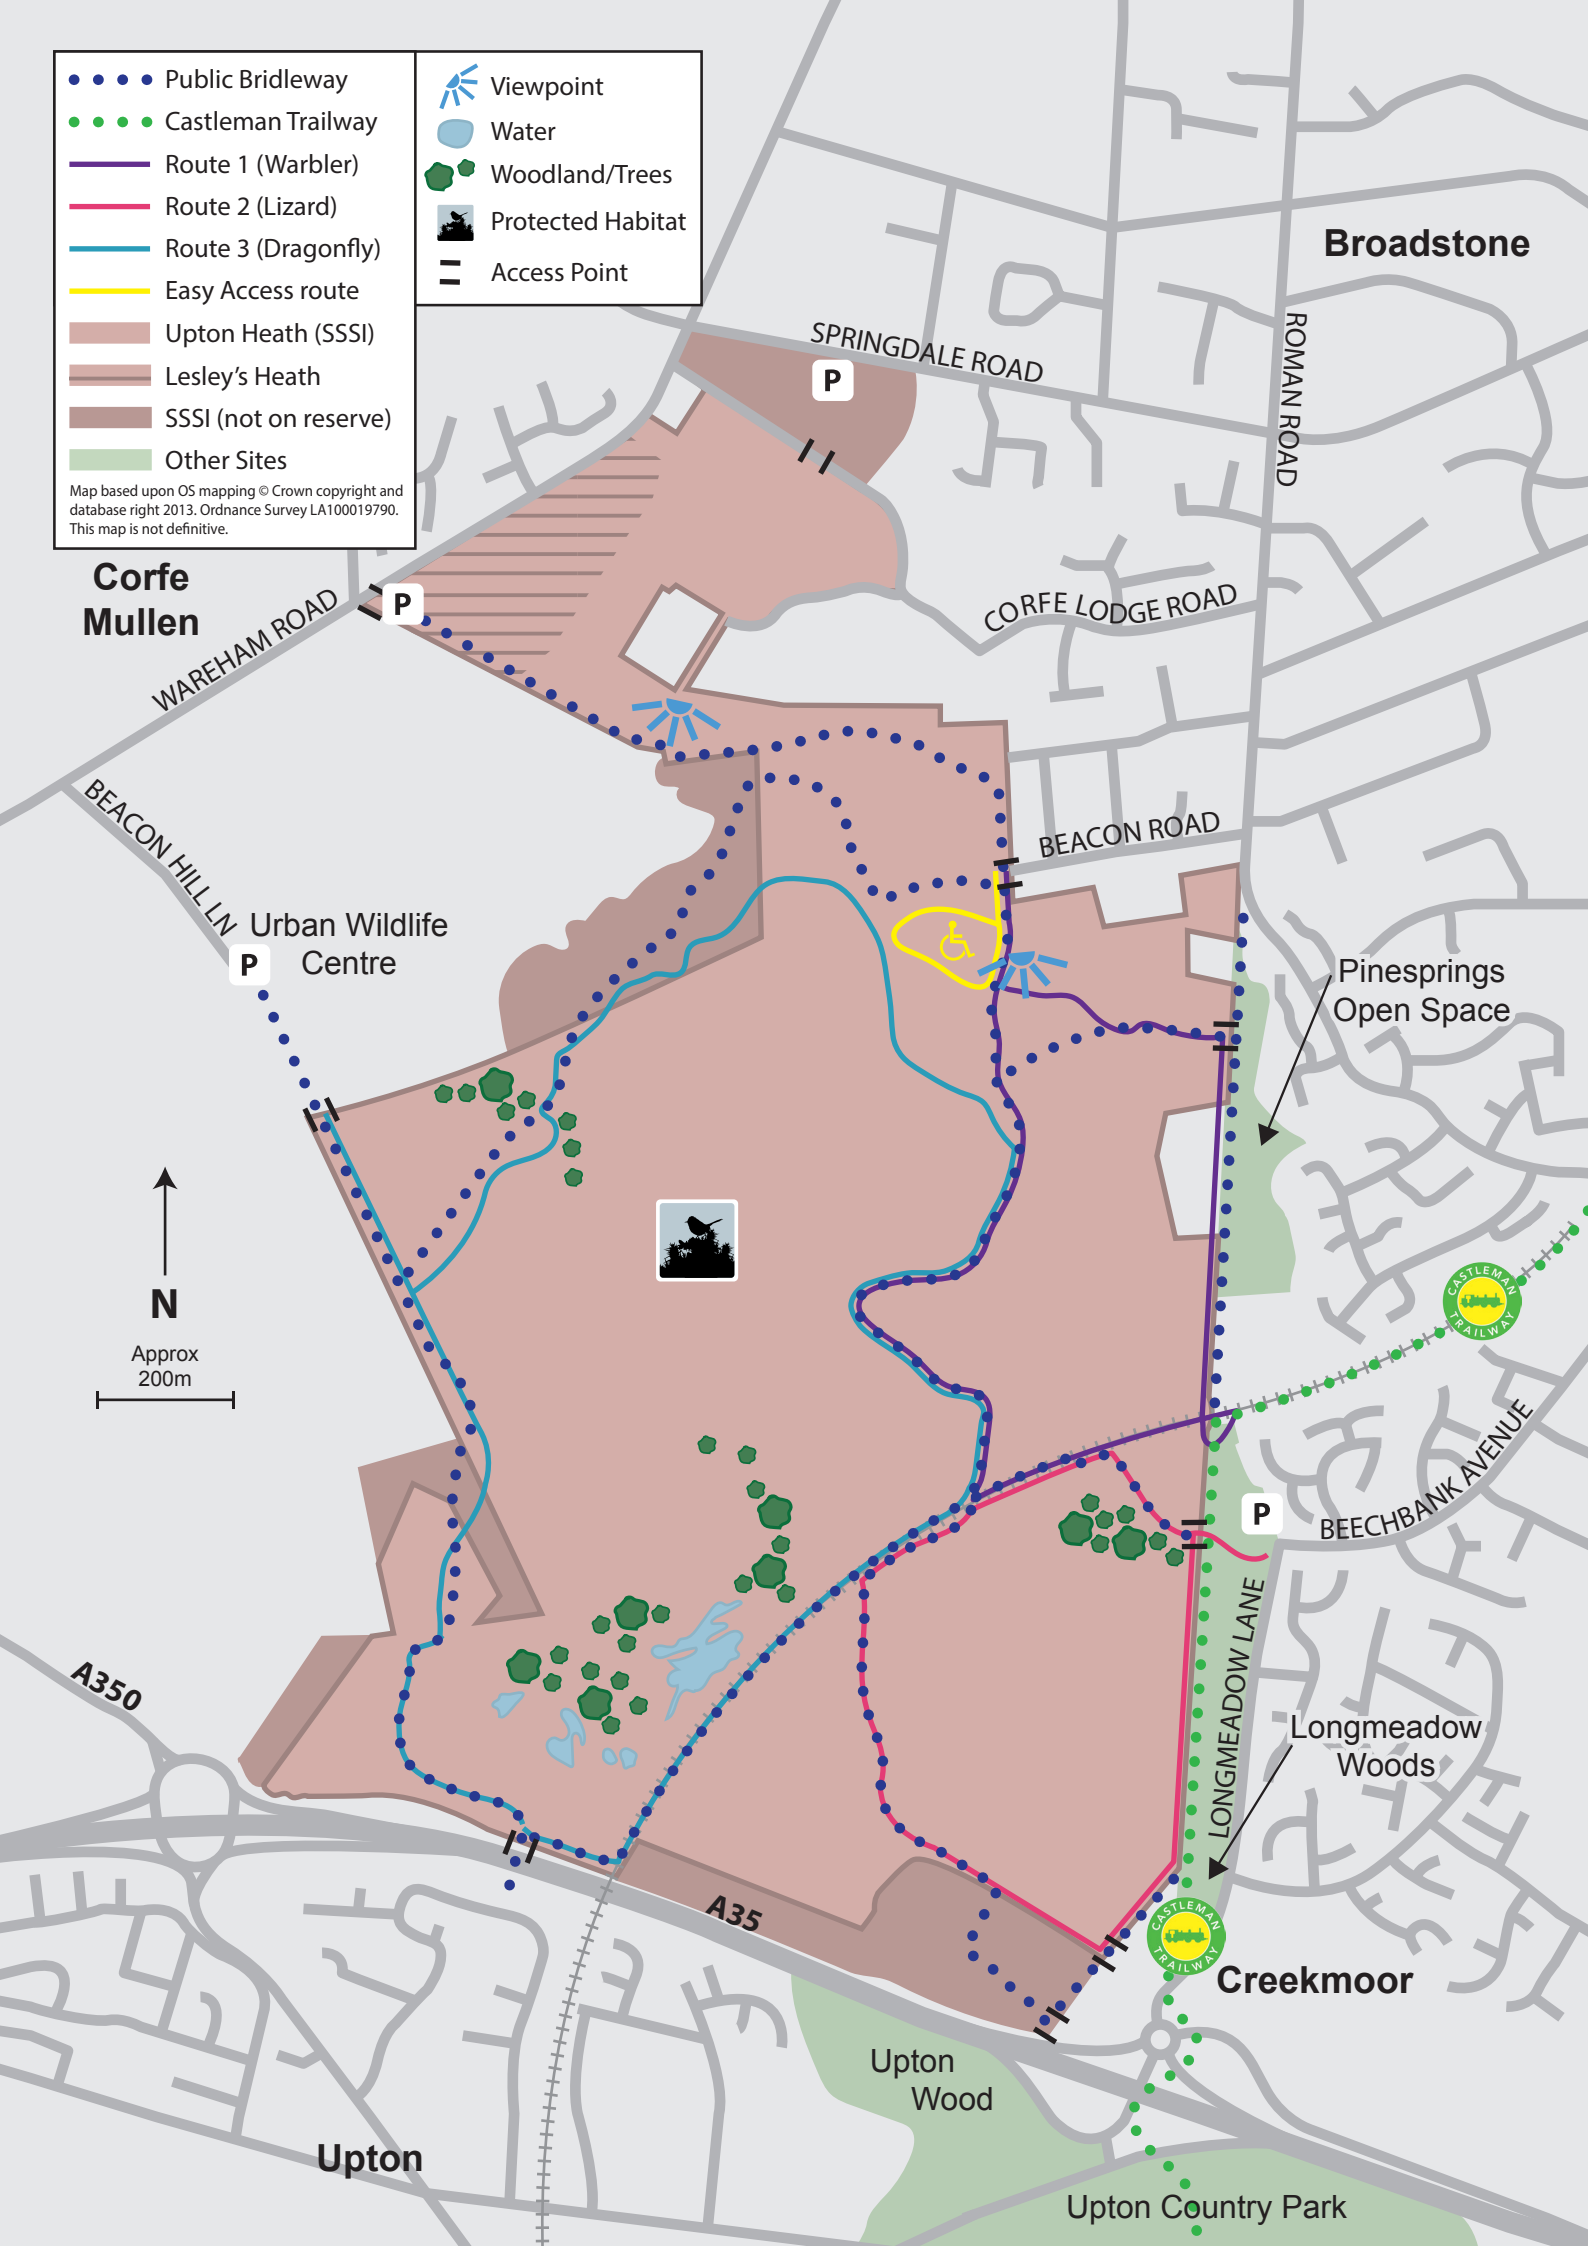 Public Bridleway
Castleman Trailway
Route 1 (Warbler)
Route 2 (Lizard)
Route 3 (Dragonfly)
Easy Access route
Upton Heath (SSSI)
Lesley's Heath
SSSI (not on reserve)
Other Sites
Map based upon OS mapping © Crown copyright and
database right 2013. Ordnance Survey LA100019790.
This map is not definitive.
Viewpoint
Water
Woodland/Trees
Protected Habitat
Access Point
Broadstone
SPRINGDALE ROAD
ROMAN ROAD
P
Corfe
Mullen
P
WAREHAM ROAD
CORFE LODGE ROAD
BEACON HILL LN
BEACON ROAD
Urban Wildlife
Centre
P
Pinesprings
Open Space
N
Approx
200m
CASTLEMAN
TRAILWAY
BEECHBANK AVENUE
P
LONGMEADOW LANE
A350
Longmeadow
Woods
A35
CASTLEMAN
TRAILWAY
Creekmoor
Upton
Wood
Upton
Upton Country Park